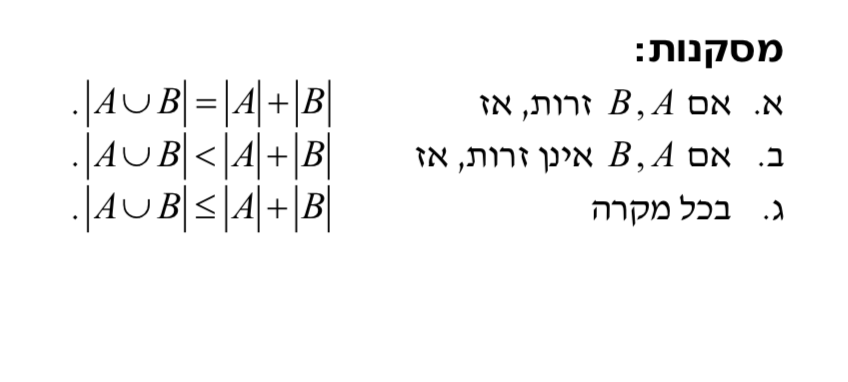 מסקנות:
א. אם A, B זרות, אז |A∪B|=|A|+|B|.
ב. אם A, B אינן זרות, אז |A∪B|<|A|+|B|.
ג. בכל מקרה |A∪B|≤|A|+|B|.